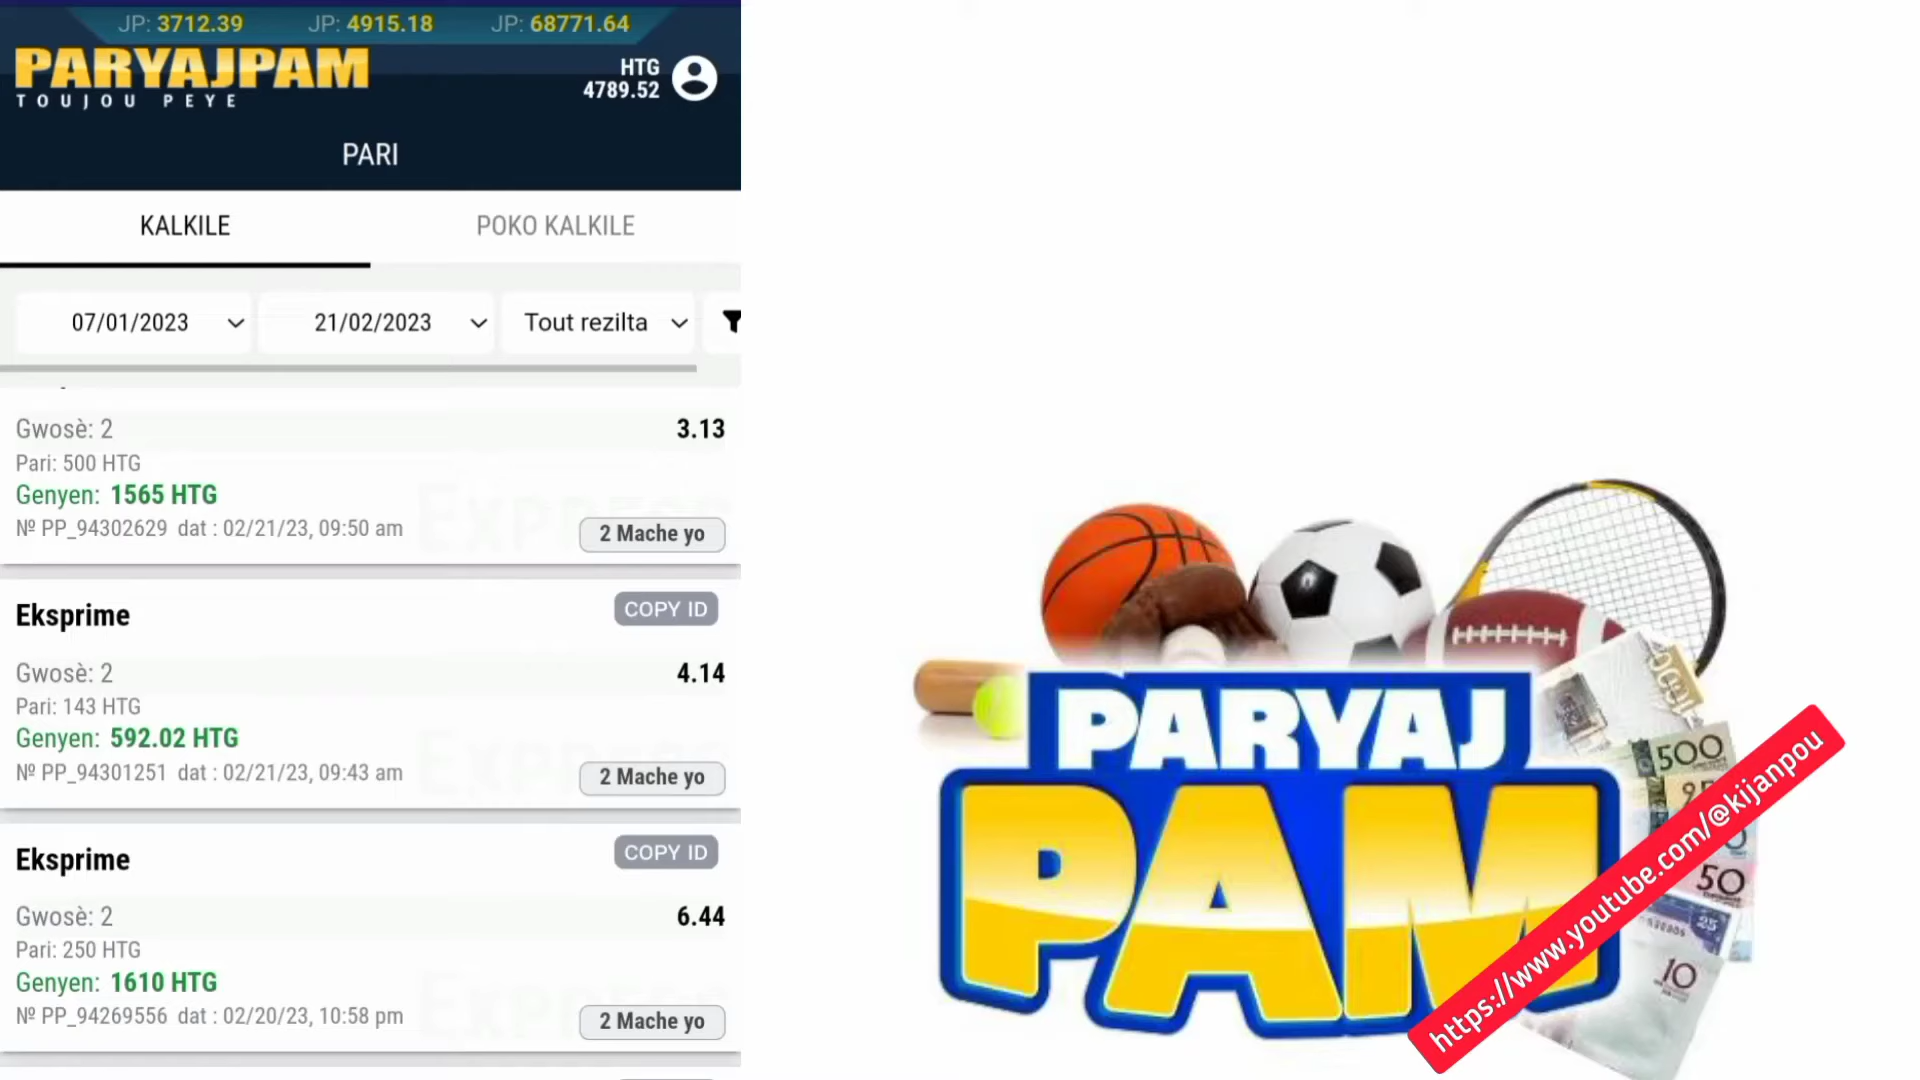 JP: 3712.39 JP: 4915.18 JP: 68771.64
PARYAJPAM
TOUJOU PEYE
HTG
4789.52
PARI
KALKILE POKO KALKILE
07/01/2023 21/02/2023 Tout rezilta
Gwosè: 2 3.13
Pari: 500 HTG
Genyen: 1565 HTG
№ PP_94302629 dat : 02/21/23, 09:50 am
2 Mache yo
Eksprime COPY ID
Gwosè: 2 4.14
Pari: 143 HTG
Genyen: 592.02 HTG
№ PP_94301251 dat : 02/21/23, 09:43 am
2 Mache yo
Eksprime COPY ID
Gwosè: 2 6.44
Pari: 250 HTG
Genyen: 1610 HTG
№ PP_94269556 dat : 02/20/23, 10:58 pm
2 Mache yo
PARYAJ
PAM
500
50
25
10
https://www.youtube.com/@kijanpou